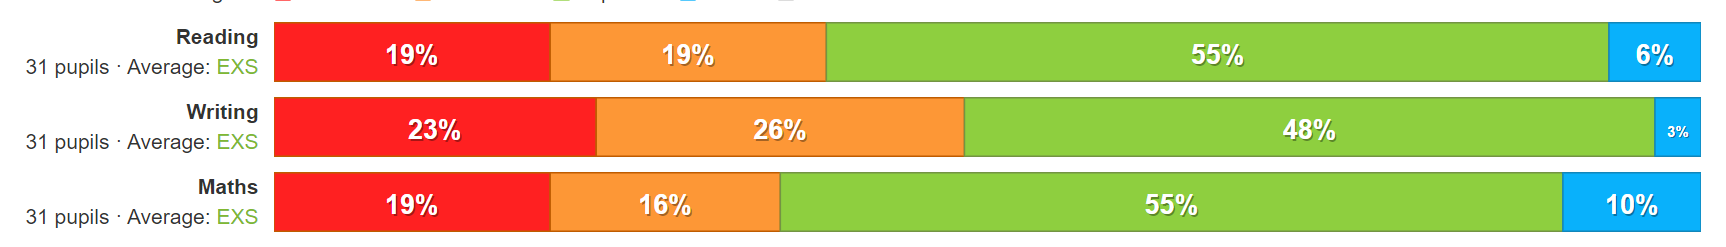 Reading
31 pupils · Average: EXS
19% 19% 55% 6%
Writing
31 pupils · Average: EXS
23% 26% 48% 3%
Maths
31 pupils · Average: EXS
19% 16% 55% 10%